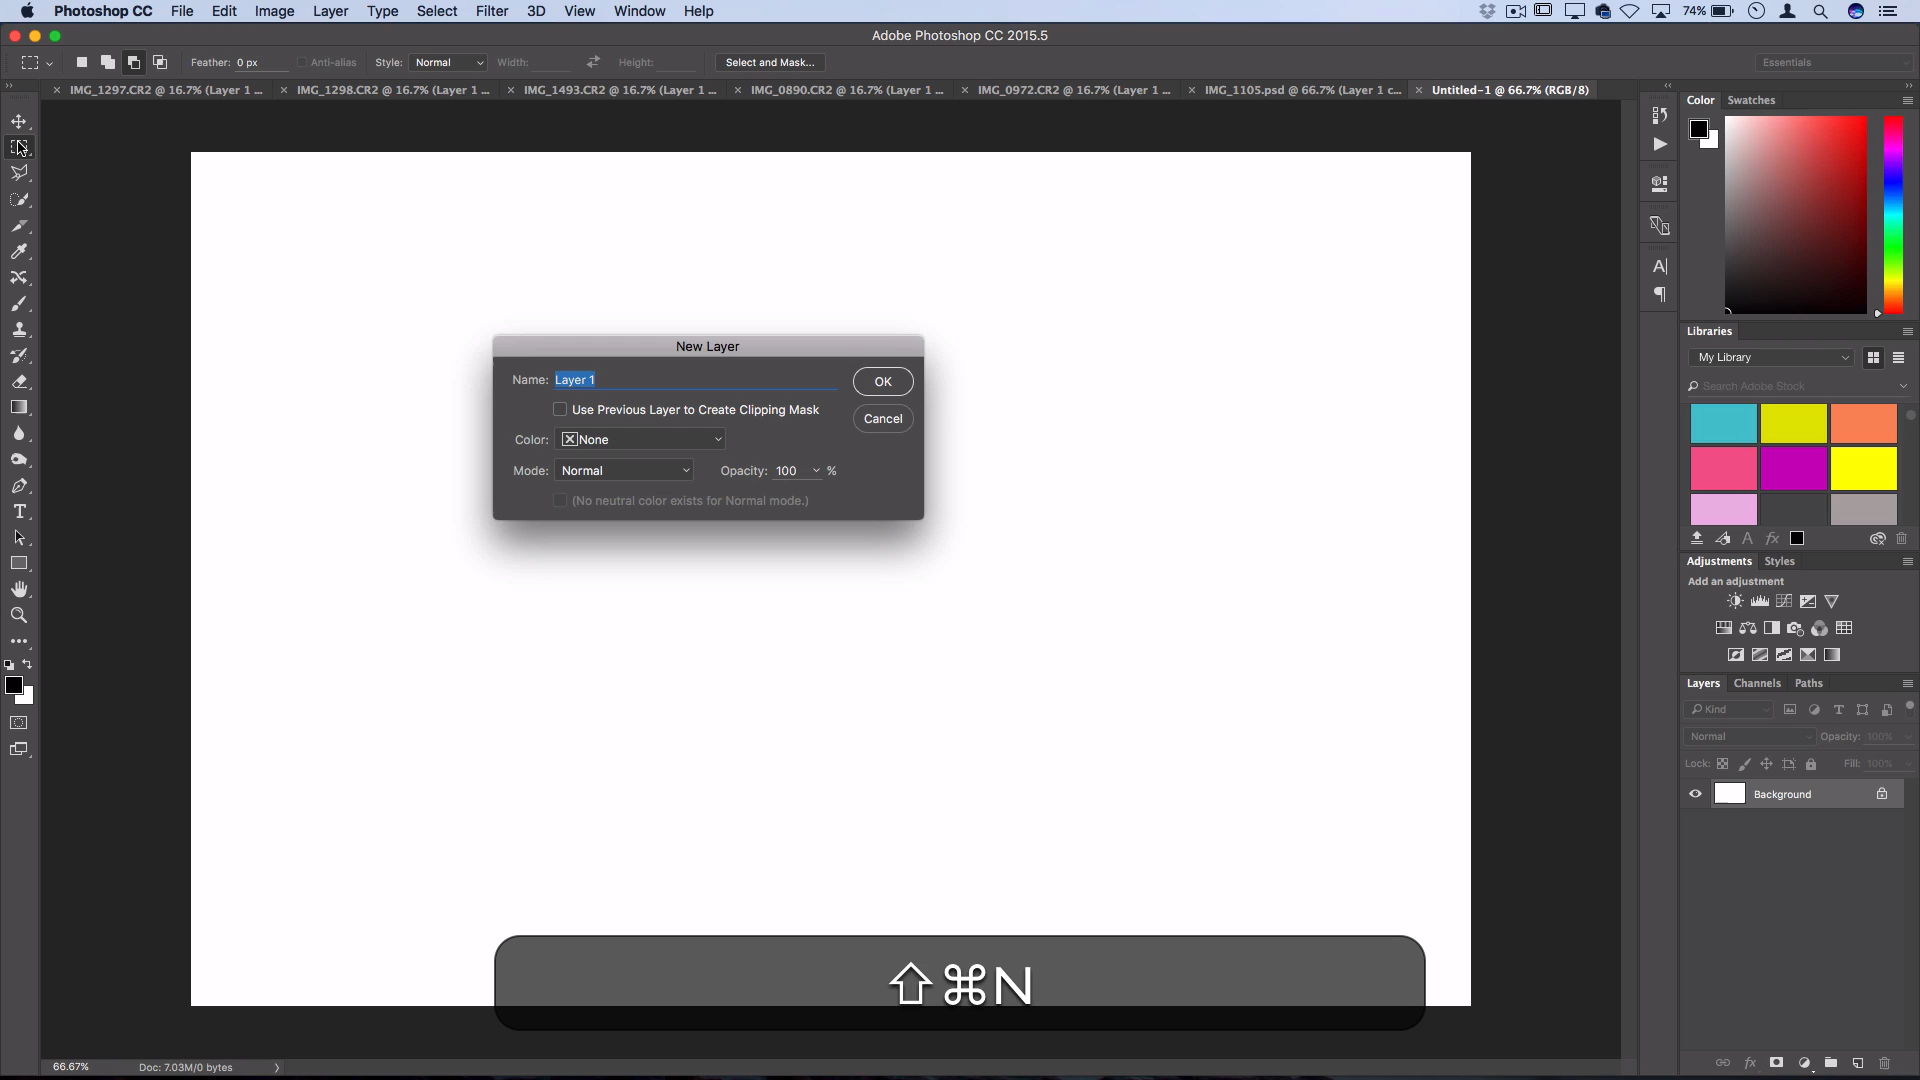 Photoshop CC File Edit Image Layer Type Select Filter 3D View Window Help 74%
Adobe Photoshop CC 2015.5
Feather: 0 px Anti-alias Style: Normal Width: Height: Select and Mask... Essentials
IMG_1297.CR2 @ 16.7% (Layer 1 ... IMG_1298.CR2 @ 16.7% (Layer 1 ... IMG_1493.CR2 @ 16.7% (Layer 1 ... IMG_0890.CR2 @ 16.7% (Layer 1 ... IMG_0972.CR2 @ 16.7% (Layer 1 ... IMG_1105.psd @ 66.7% (Layer 1 c... Untitled-1 @ 66.7% (RGB/8)
Color Swatches
New Layer
Name: Layer 1
OK
Use Previous Layer to Create Clipping Mask
Cancel
Color: None
Mode: Normal Opacity: 100 %
(No neutral color exists for Normal mode.)
Libraries
My Library
Search Adobe Stock
Adjustments Styles
Add an adjustment
Layers Channels Paths
Kind
Normal Opacity: 100%
Lock: Fill: 100%
Background
⇧⌘N
66.67% Doc: 7.03M/0 bytes